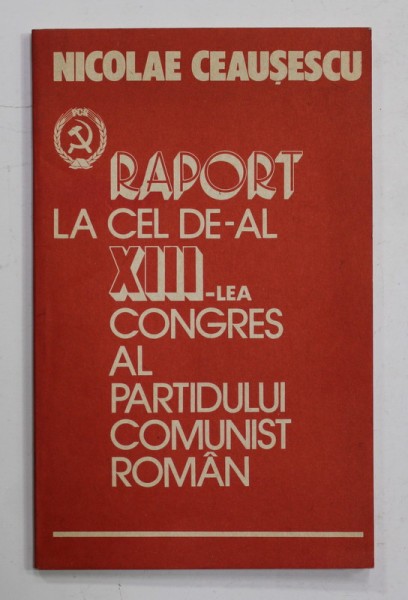 NICOLAE CEAUȘESCU
PCR
RAPORT
LA CEL DE-AL
XIII-LEA
CONGRES
AL
PARTIDULUI
COMUNIST
ROMÂN